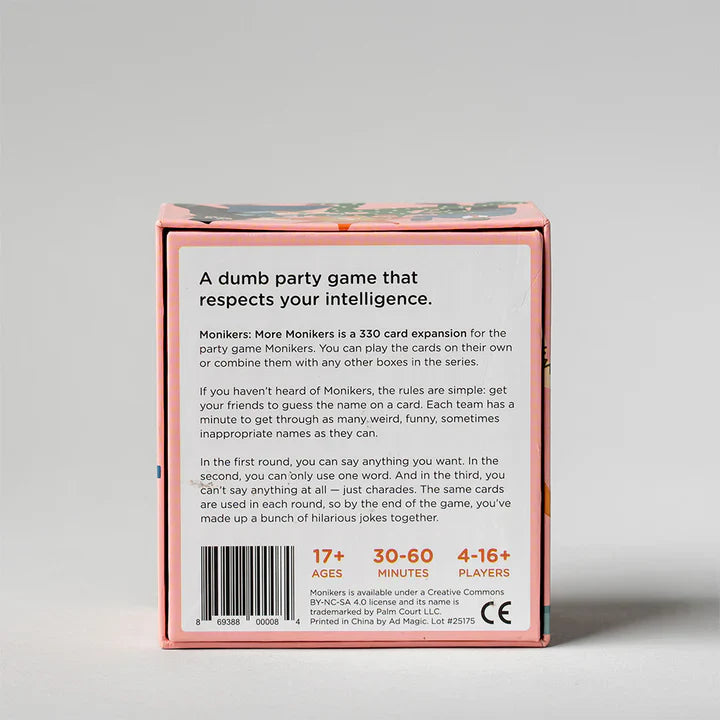 A dumb party game that
respects your intelligence.
Monikers: More Monikers is a 330 card expansion for the
party game Monikers. You can play the cards on their own
or combine them with any other boxes in the series.
If you haven't heard of Monikers, the rules are simple: get
your friends to guess the name on a card. Each team has a
minute to get through as many weird, funny, sometimes
inappropriate names as they can.
In the first round, you can say anything you want. In the
second, you can only use one word. And in the third, you
can't say anything at all — just charades. The same cards
are used in each round, so by the end of the game, you've
made up a bunch of hilarious jokes together.
17+ 30-60 4-16+
AGES MINUTES PLAYERS
Monikers is available under a Creative Commons
BY-NC-SA 4.0 license and its name is
trademarked by Palm Court LLC.
Printed in China by Ad Magic. Lot #25175
CE
8 69388 00008 4